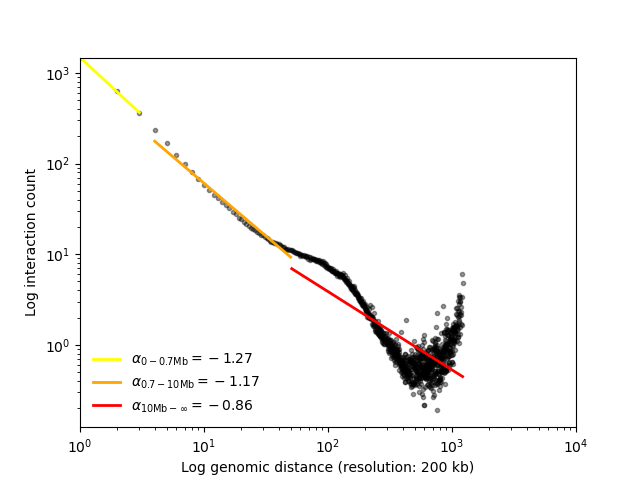 Log interaction count
10³
10²
10¹
10⁰
α₀₋₀.₇Mb = −1.27
α₀.₇₋₁₀Mb = −1.17
α₁₀Mb₋∞ = −0.86
10⁰ 10¹ 10² 10³ 10⁴
Log genomic distance (resolution: 200 kb)